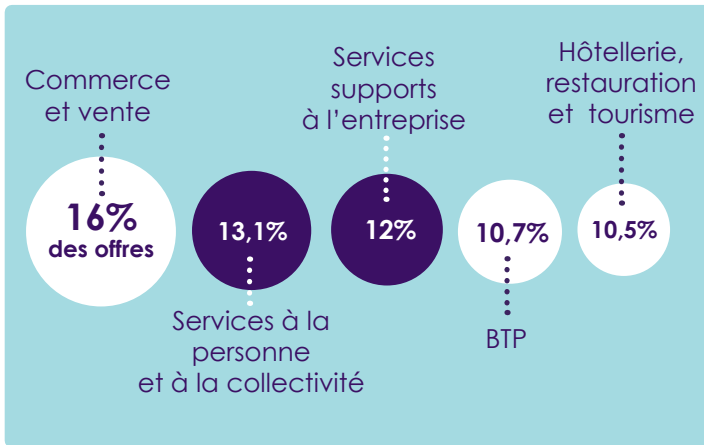 Commerce
et vente
16%
des offres
13,1%
Services à la
personne
et à la collectivité
Services
supports
à l’entreprise
12%
10,7%
BTP
Hôtellerie,
restauration
et tourisme
10,5%